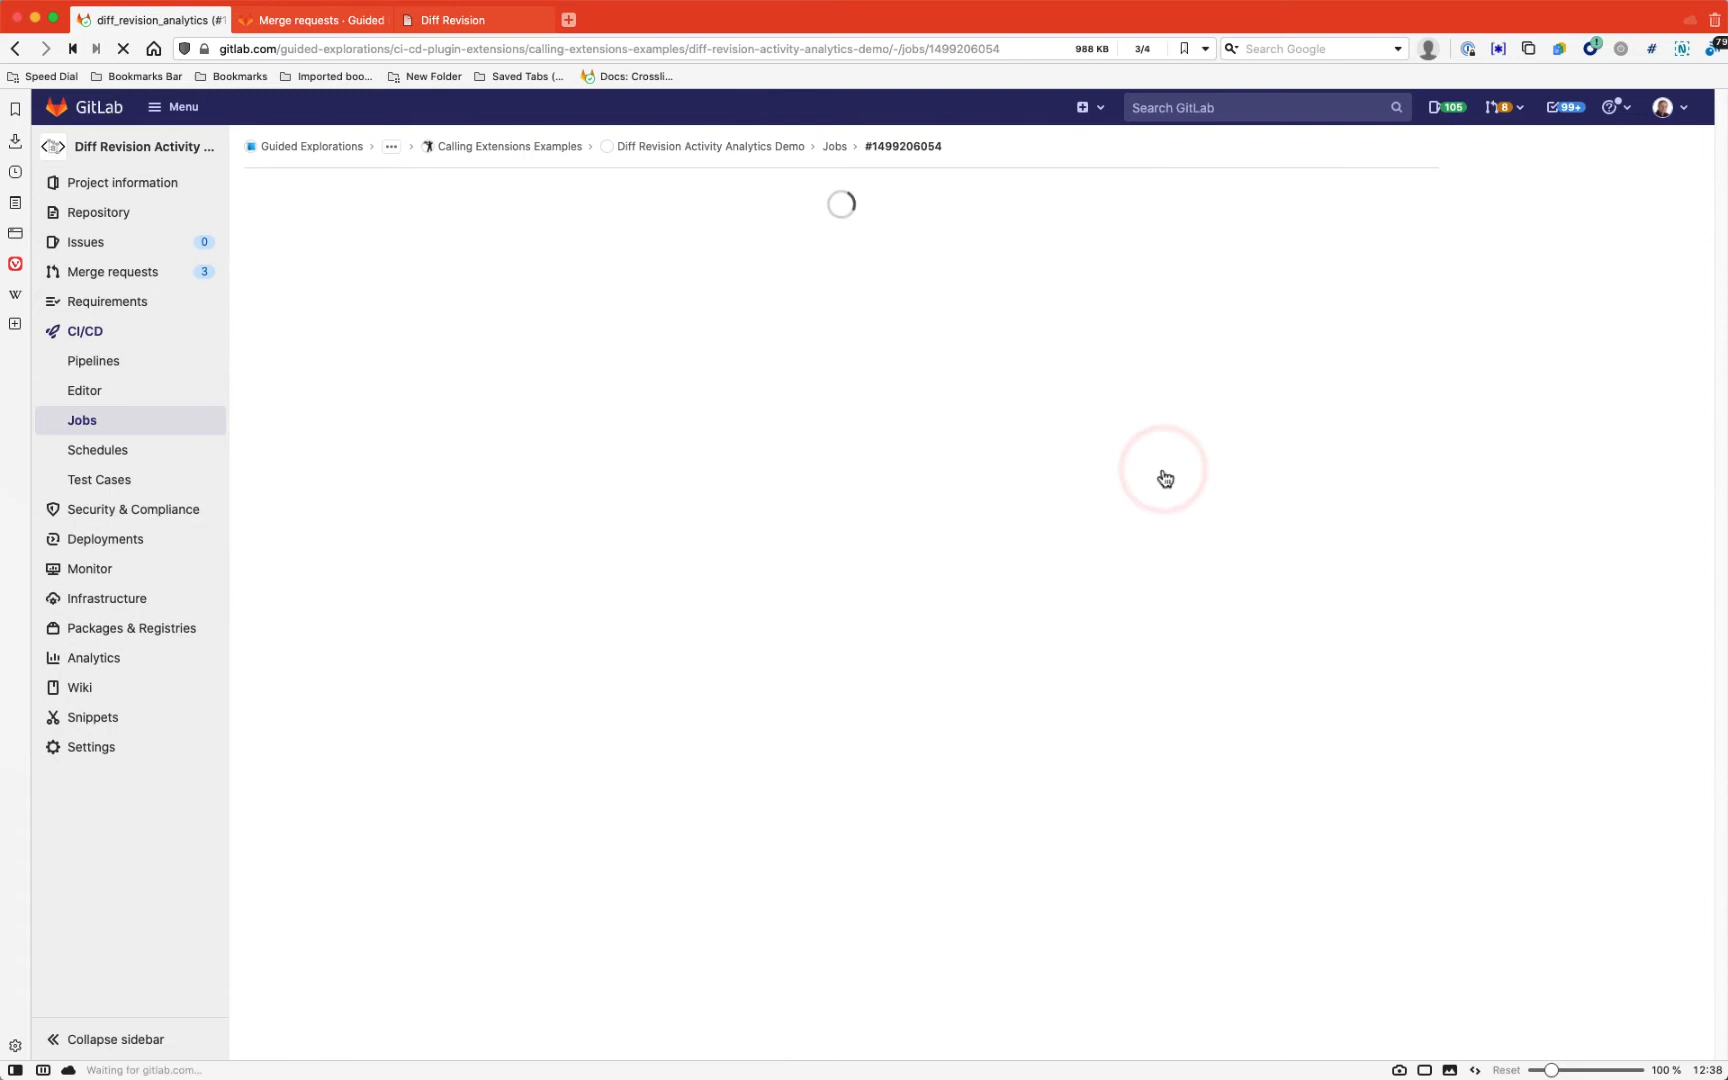 diff_revision_analytics (#1
Merge requests · Guided
Diff Revision
gitlab.com/guided-explorations/ci-cd-plugin-extensions/calling-extensions-examples/diff-revision-activity-analytics-demo/-/jobs/1499206054
988 KB
3/4
Search Google
79
Speed Dial
Bookmarks Bar
Bookmarks
Imported boo...
New Folder
Saved Tabs (...
Docs: Crossli...
GitLab
Menu
Search GitLab
105
8
99+
Diff Revision Activity ...
Guided Explorations > ... > Calling Extensions Examples > Diff Revision Activity Analytics Demo > Jobs > #1499206054
Project information
Repository
Issues 0
Merge requests 3
Requirements
CI/CD
Pipelines
Editor
Jobs
Schedules
Test Cases
Security & Compliance
Deployments
Monitor
Infrastructure
Packages & Registries
Analytics
Wiki
Snippets
Settings
Collapse sidebar
Waiting for gitlab.com...
Reset
100 %
12:38